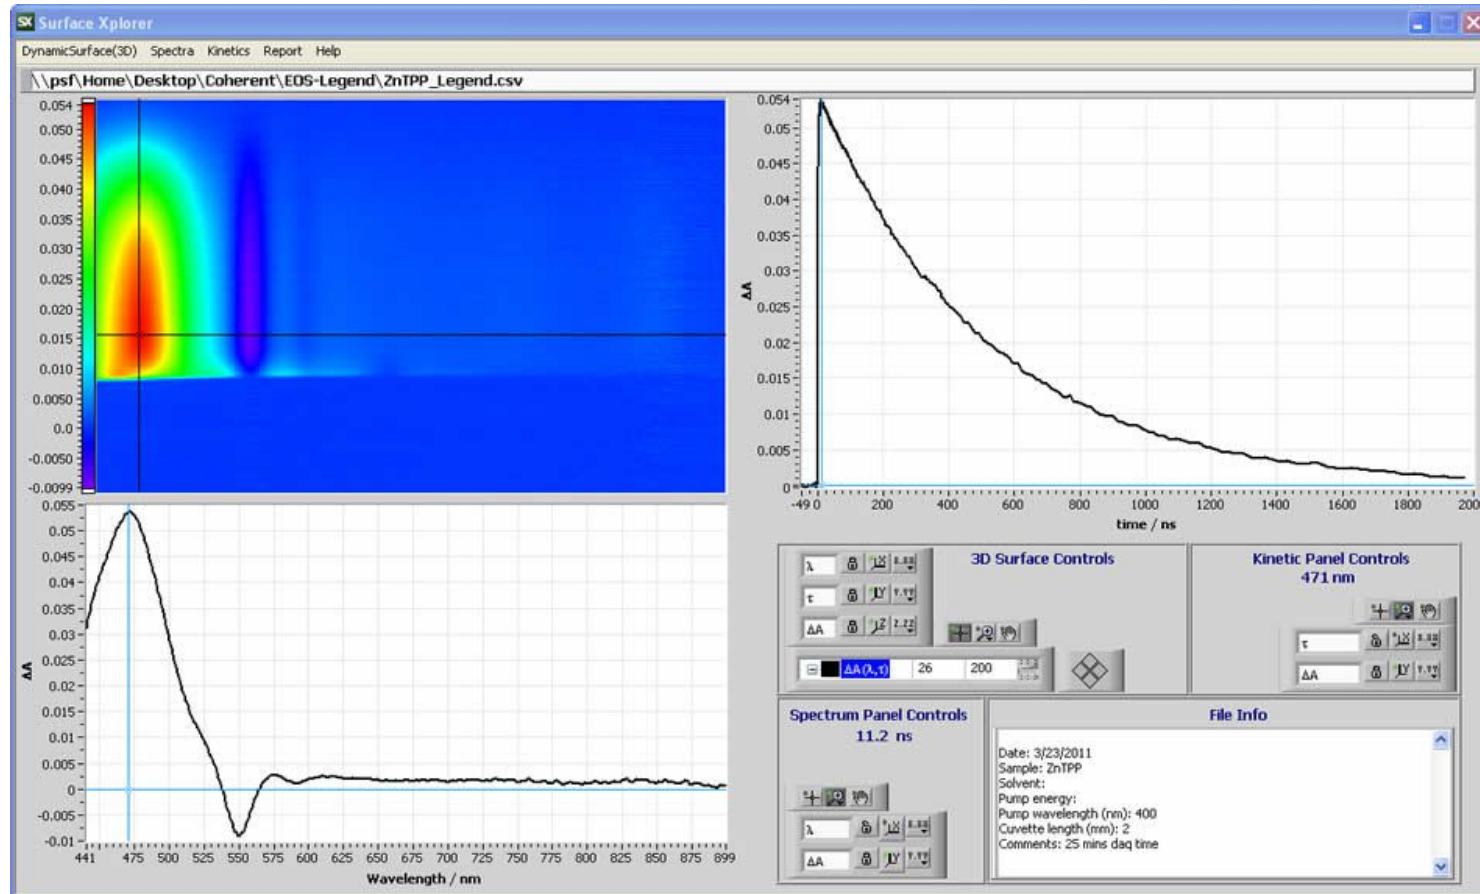 SX Surface Xplorer
DynamicSurface(3D) Spectra Kinetics Report Help
\\psf\Home\Desktop\Coherent\EOS-Legend\ZnTPP_Legend.csv
0.054
0.050
0.045
0.040
0.035
0.030
0.025
0.020
0.015
0.010
0.0050
0.0
-0.0050
-0.0099
0.054
0.05
0.045
0.04
0.035
0.03
0.025
0.02
0.015
0.01
0.005
0
ΔA
-49 0 200 400 600 800 1000 1200 1400 1600 1800 200
time / ns
0.055
0.05
0.045
0.04
0.035
0.03
0.025
0.02
0.015
0.01
0.005
0
-0.005
-0.01
ΔA
441 475 500 525 550 575 600 625 650 675 700 725 750 775 800 825 850 875 899
Wavelength / nm
3D Surface Controls
λ
τ
ΔA
ΔA(λ,τ) 26 200
Kinetic Panel Controls
471 nm
τ
ΔA
Spectrum Panel Controls
11.2 ns
λ
ΔA
File Info
Date: 3/23/2011
Sample: ZnTPP
Solvent:
Pump energy:
Pump wavelength (nm): 400
Cuvette length (mm): 2
Comments: 25 mins daq time